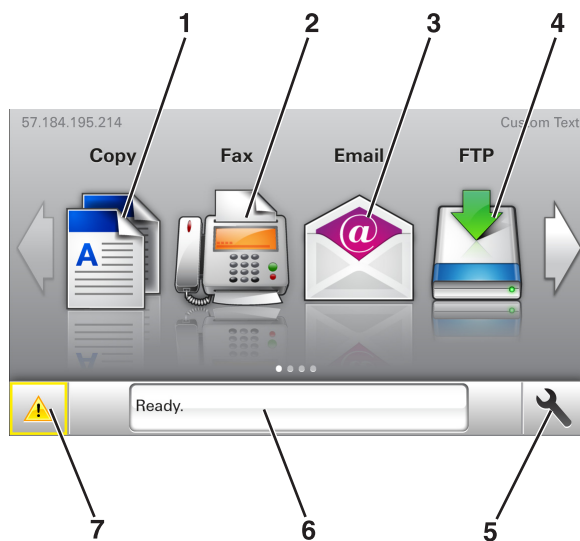 1 2 3 4
57.184.195.214 Custom Text
Copy Fax Email FTP
A
@
Ready.
7 6 5